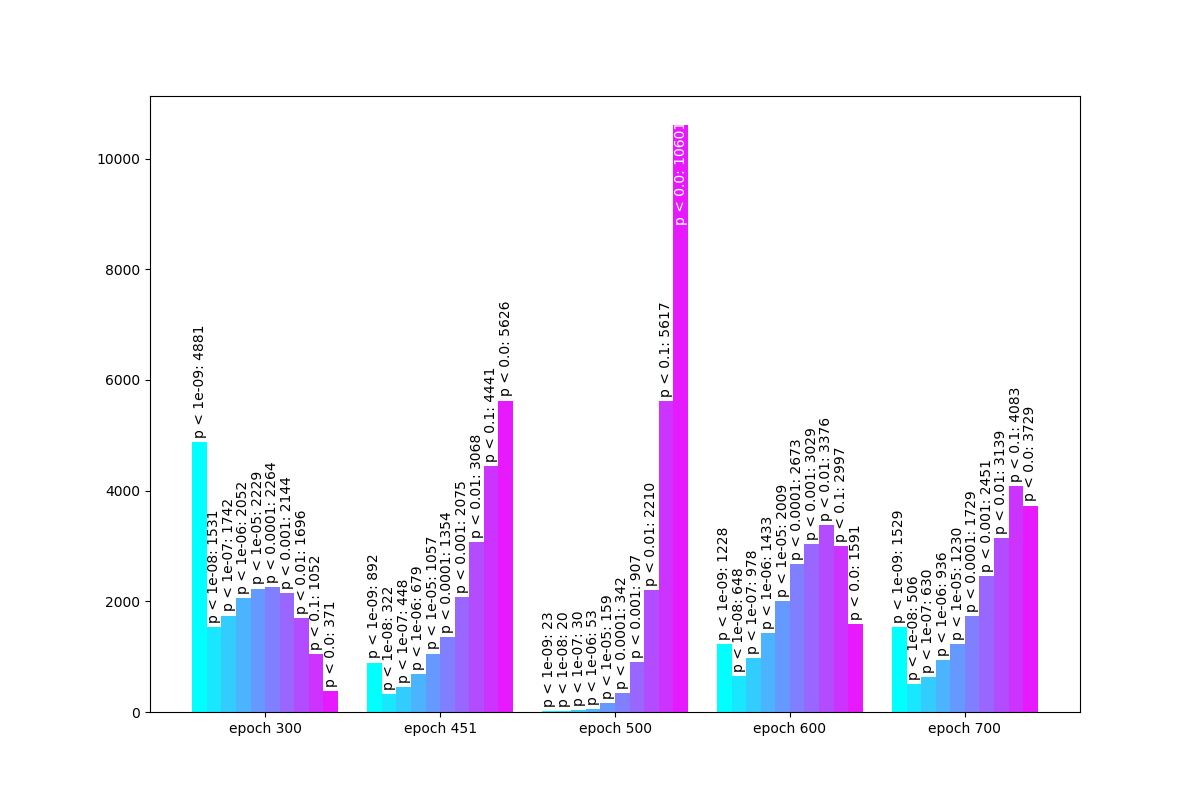 10000
8000
6000
4000
2000
0
p < 1e-09: 4881
p < 1e-08: 1531
p < 1e-07: 1742
p < 1e-06: 2052
p < 1e-05: 2229
p < 0.0001: 2264
p < 0.001: 2144
p < 0.01: 1696
p < 0.1: 1052
p < 0.0: 371
p < 1e-09: 892
p < 1e-08: 322
p < 1e-07: 448
p < 1e-06: 679
p < 1e-05: 1057
p < 0.0001: 1354
p < 0.001: 2075
p < 0.01: 3068
p < 0.1: 4441
p < 0.0: 5626
p < 1e-09: 23
p < 1e-08: 20
p < 1e-07: 30
p < 1e-06: 53
p < 1e-05: 159
p < 0.0001: 342
p < 0.001: 907
p < 0.01: 2210
p < 0.1: 5617
p < 0.0: 10601
p < 1e-09: 1228
p < 1e-08: 648
p < 1e-07: 978
p < 1e-06: 1433
p < 1e-05: 2009
p < 0.0001: 2673
p < 0.001: 3029
p < 0.01: 3376
p < 0.1: 2997
p < 0.0: 1591
p < 1e-09: 1529
p < 1e-08: 506
p < 1e-07: 630
p < 1e-06: 936
p < 1e-05: 1230
p < 0.0001: 1729
p < 0.001: 2451
p < 0.01: 3139
p < 0.1: 4083
p < 0.0: 3729
epoch 300
epoch 451
epoch 500
epoch 600
epoch 700